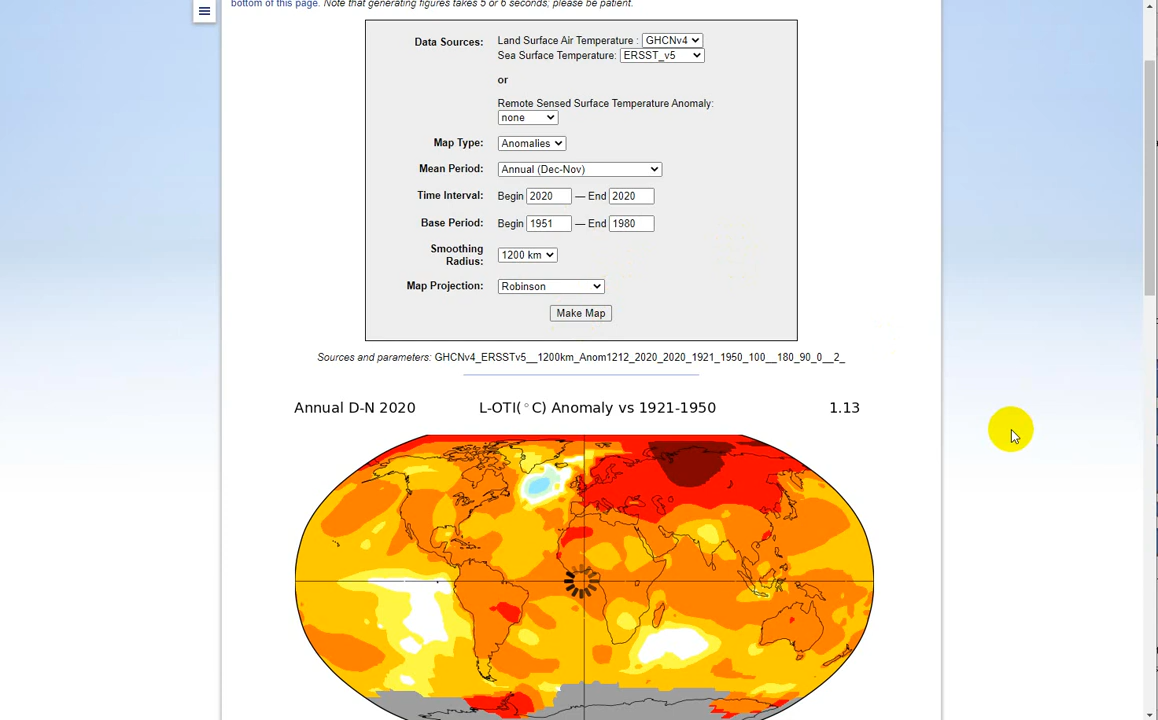 bottom of this page. Note that generating figures takes 5 or 6 seconds; please be patient.
Data Sources: Land Surface Air Temperature : GHCNv4
Sea Surface Temperature: ERSST_v5
or
Remote Sensed Surface Temperature Anomaly:
none
Map Type: Anomalies
Mean Period: Annual (Dec-Nov)
Time Interval: Begin 2020 — End 2020
Base Period: Begin 1951 — End 1980
Smoothing
Radius: 1200 km
Map Projection: Robinson
Make Map
Sources and parameters: GHCNv4_ERSSTv5__1200km_Anom1212_2020_2020_1921_1950_100__180_90_0__2_
Annual D-N 2020 L-OTI(°C) Anomaly vs 1921-1950 1.13